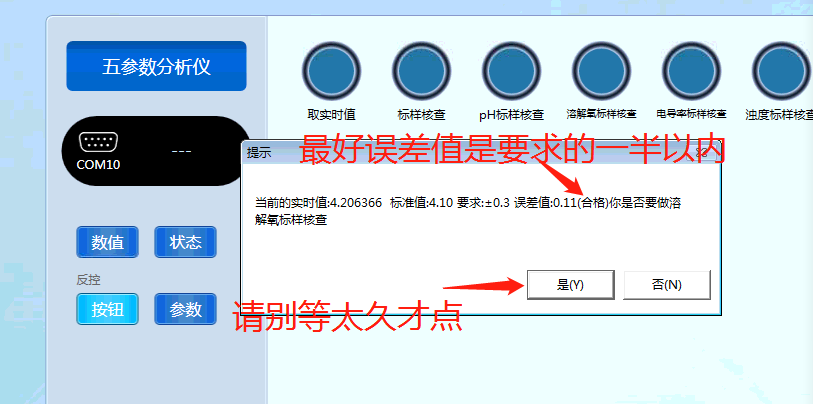 五参数分析仪
取实时值
标样核查
pH标样核查
溶解氧标样核查
电导率标样核查
浊度标样核查
COM10
---
提示
最好误差值是要求的一半以内
当前的实时值:4.206366 标准值:4.10 要求:±0.3 误差值:0.11(合格)你是否要做溶
解氧标样核查
数值
状态
反控
是(Y)
否(N)
按钮
参数
请别等太久才点